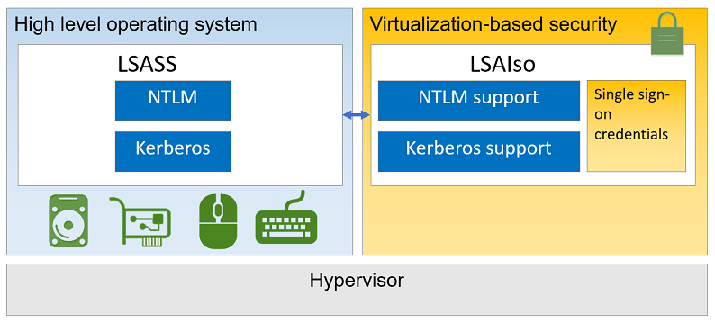 High level operating system
LSASS
NTLM
Kerberos
Virtualization-based security
LSAIso
NTLM support
Kerberos support
Single sign-
on
credentials
Hypervisor